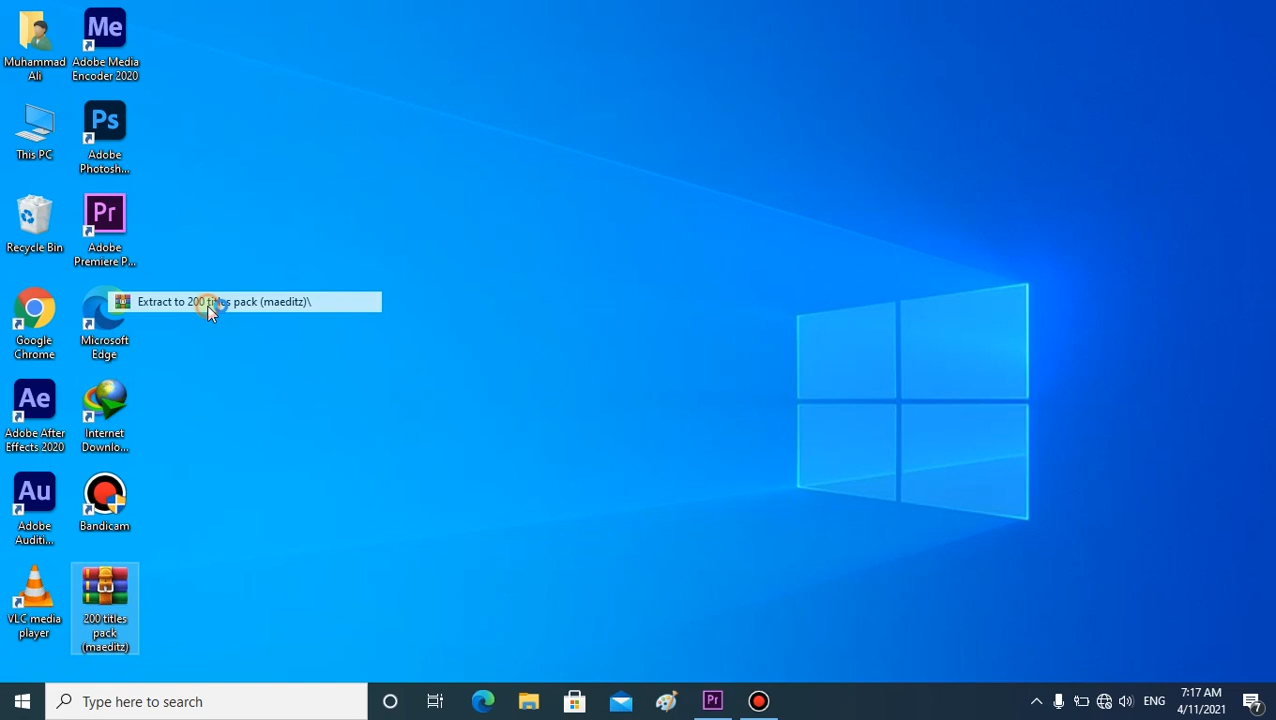 Muhammad
Ali
Me
Adobe Media
Encoder 2020
This PC
Ps
Adobe
Photosh...
Recycle Bin
Pr
Adobe
Premiere P...
Extract to 200 titles pack (maeditz)\
Google
Chrome
Microsoft
Edge
Ae
Adobe After
Effects 2020
Internet
Downlo...
Au
Adobe
Auditi...
Bandicam
VLC media
player
200 titles
pack
(maeditz)
Type here to search
Pr
ENG
7:17 AM
4/11/2021
7